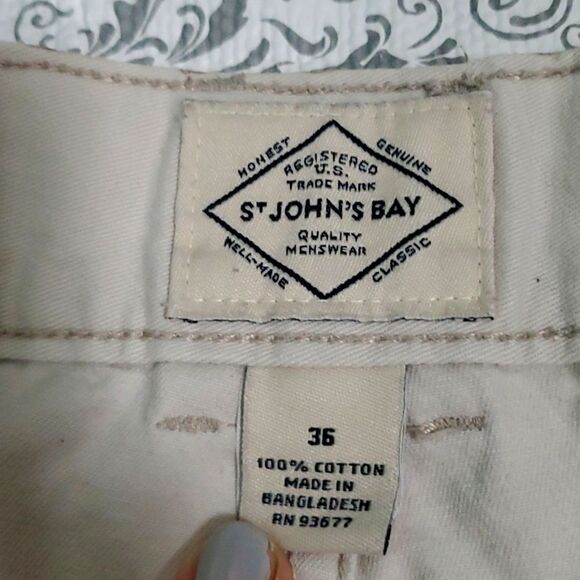 HONEST
GENUINE
REGISTERED
U.S.
TRADE MARK
ST JOHN'S BAY
QUALITY
MENSWEAR
WELL-MADE
CLASSIC
36
100% COTTON
MADE IN
BANGLADESH
RN 93677